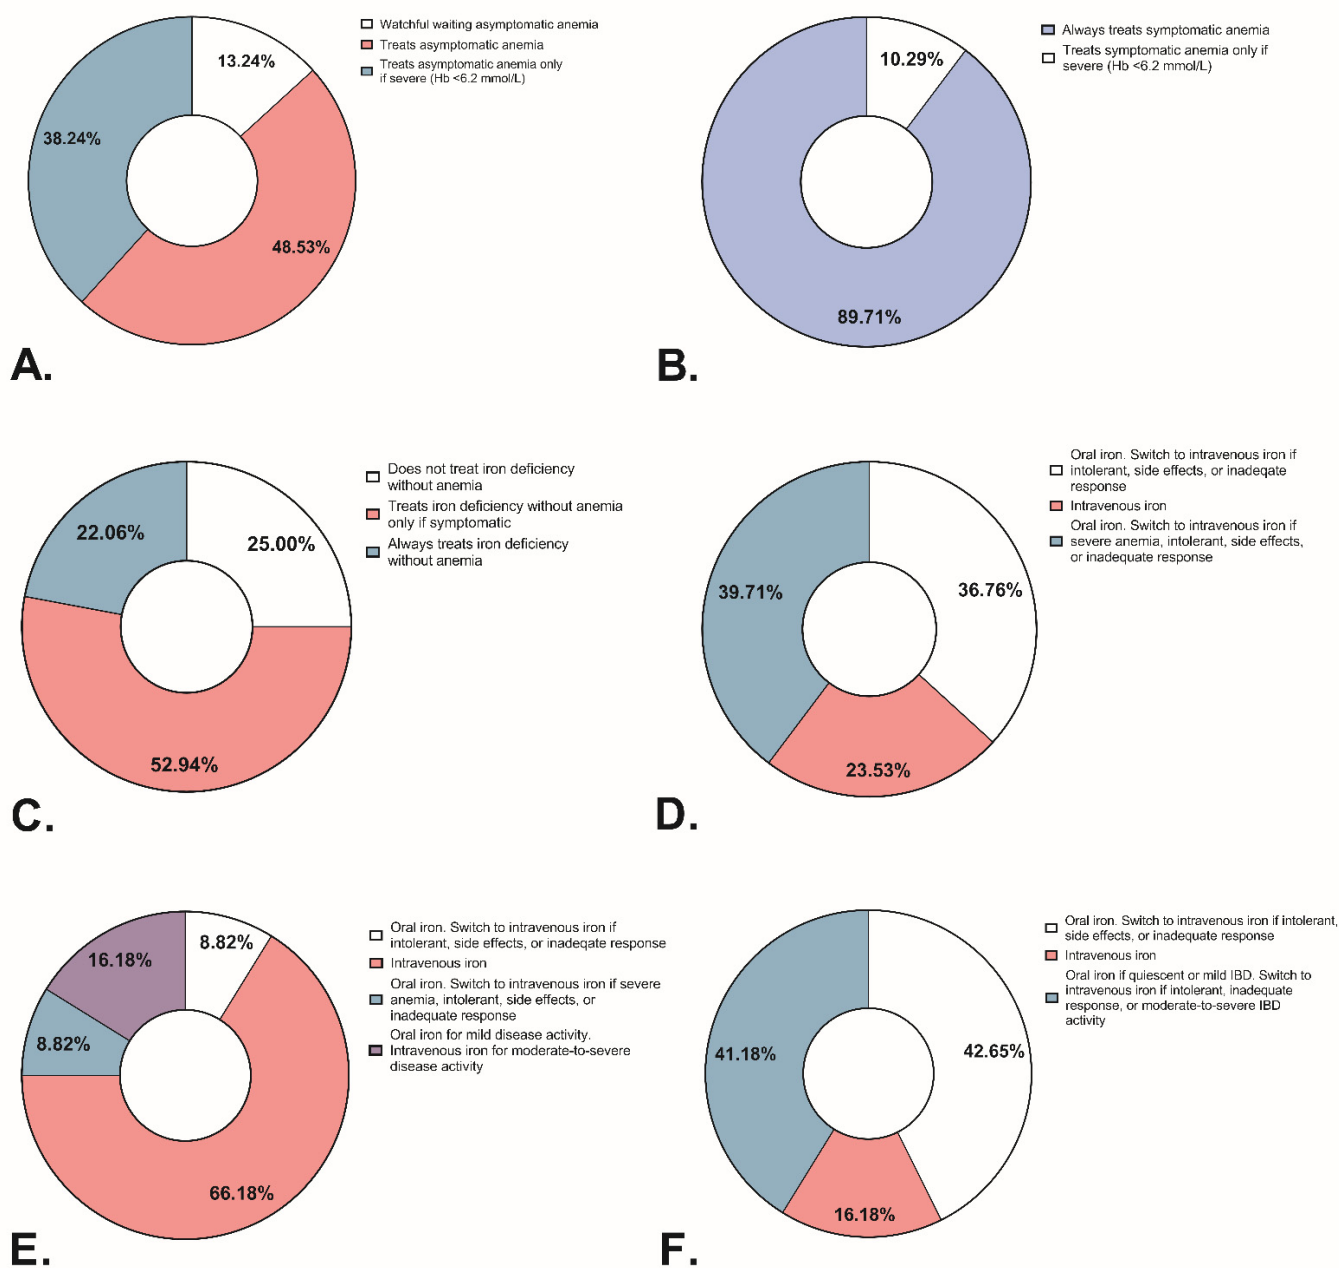 Watchful waiting asymptomatic anemia
Treats asymptomatic anemia
Treats asymptomatic anemia only
if severe (Hb <6.2 mmol/L)
13.24%
38.24%
48.53%
A.
Always treats symptomatic anemia
Treats symptomatic anemia only if
severe (Hb <6.2 mmol/L)
10.29%
89.71%
B.
Does not treat iron deficiency
without anemia
Treats iron deficiency without anemia
only if symptomatic
Always treats iron deficiency
without anemia
22.06%
25.00%
52.94%
C.
Oral iron. Switch to intravenous iron if
intolerant, side effects, or inadeqate
response
Intravenous iron
Oral iron. Switch to intravenous iron if
severe anemia, intolerant, side effects,
or inadequate response
39.71%
36.76%
23.53%
D.
Oral iron. Switch to intravenous iron if
intolerant, side effects, or inadeqate response
Intravenous iron
Oral iron. Switch to intravenous iron if severe
anemia, intolerant, side effects, or
inadequate response
Oral iron for mild disease activity.
Intravenous iron for moderate-to-severe
disease activity
8.82%
16.18%
8.82%
66.18%
E.
Oral iron. Switch to intravenous iron if intolerant,
side effects, or inadequate response
Intravenous iron
Oral iron if quiescent or mild IBD. Switch to
intravenous iron if intolerant, inadequate
response, or moderate-to-severe IBD
activity
41.18%
42.65%
16.18%
F.